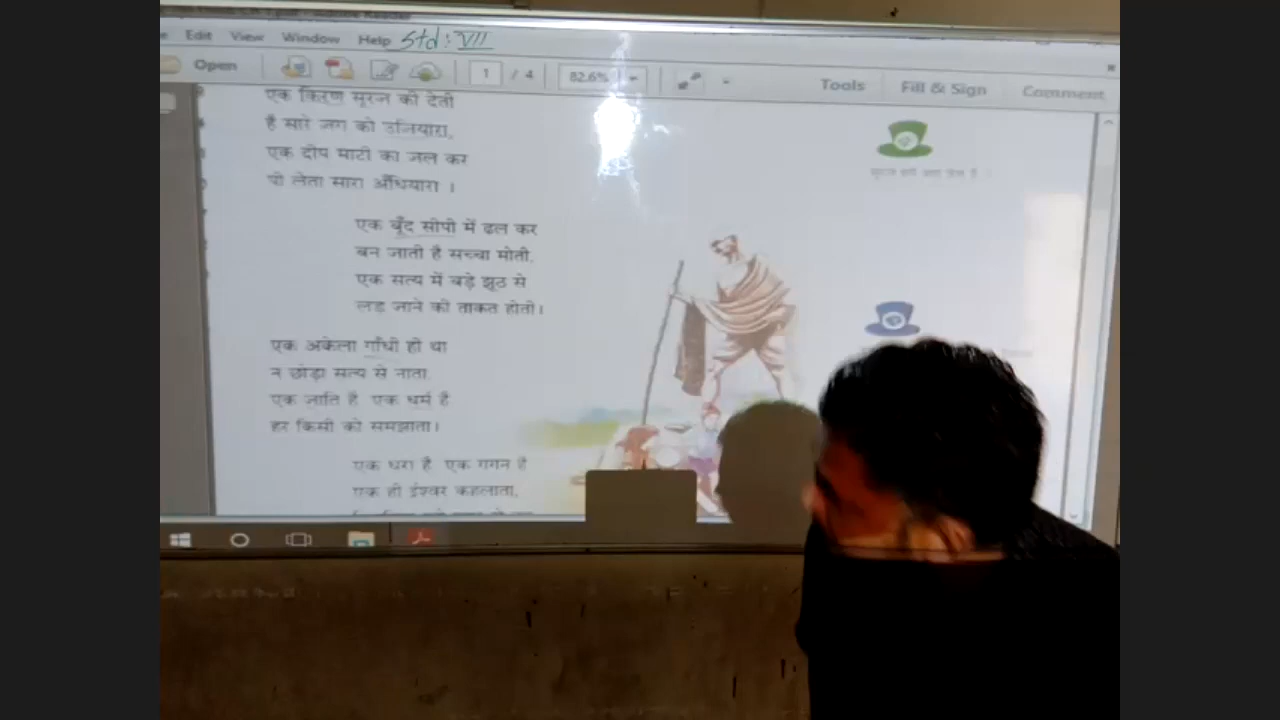 Edit View Window Help Std: VII
Open 1 / 4 82.6% Tools Fill & Sign Comment
एक किरण सूरज की देती
है सारे जग को उजियारा,
एक दीप माटी का जल कर
पी लेता सारा अँधियारा ।
एक बूँद सीपी में ढल कर
बन जाती है सच्चा मोती,
एक सत्य में बड़े झूठ से
लड़ जाने की ताकत होती।
एक अकेला गाँधी ही था
न छोड़ा सत्य से नाता,
एक जाति है एक धर्म है
हर किसी को समझाता।
एक धरा है एक गगन है
एक ही ईश्वर कहलाता,